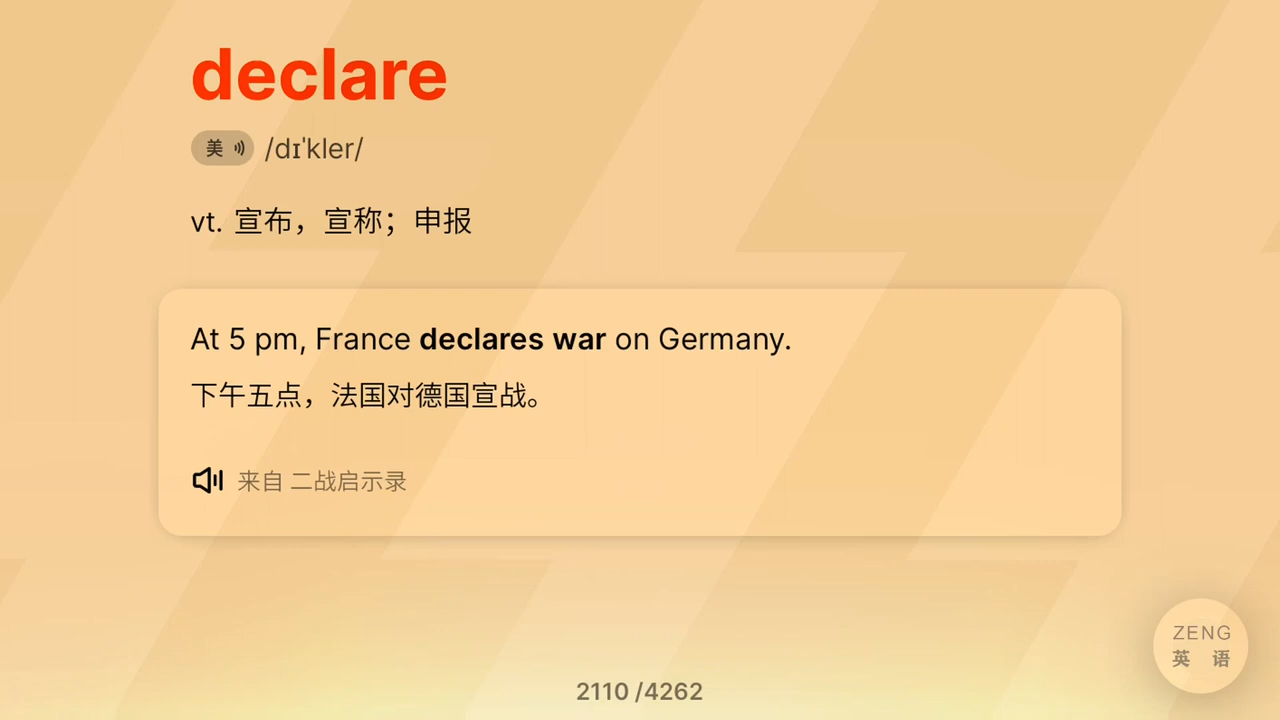 declare
美 /dɪˈkler/
vt. 宣布，宣称；申报
At 5 pm, France declares war on Germany.
下午五点，法国对德国宣战。
来自 二战启示录
ZENG
英 语
2110 /4262